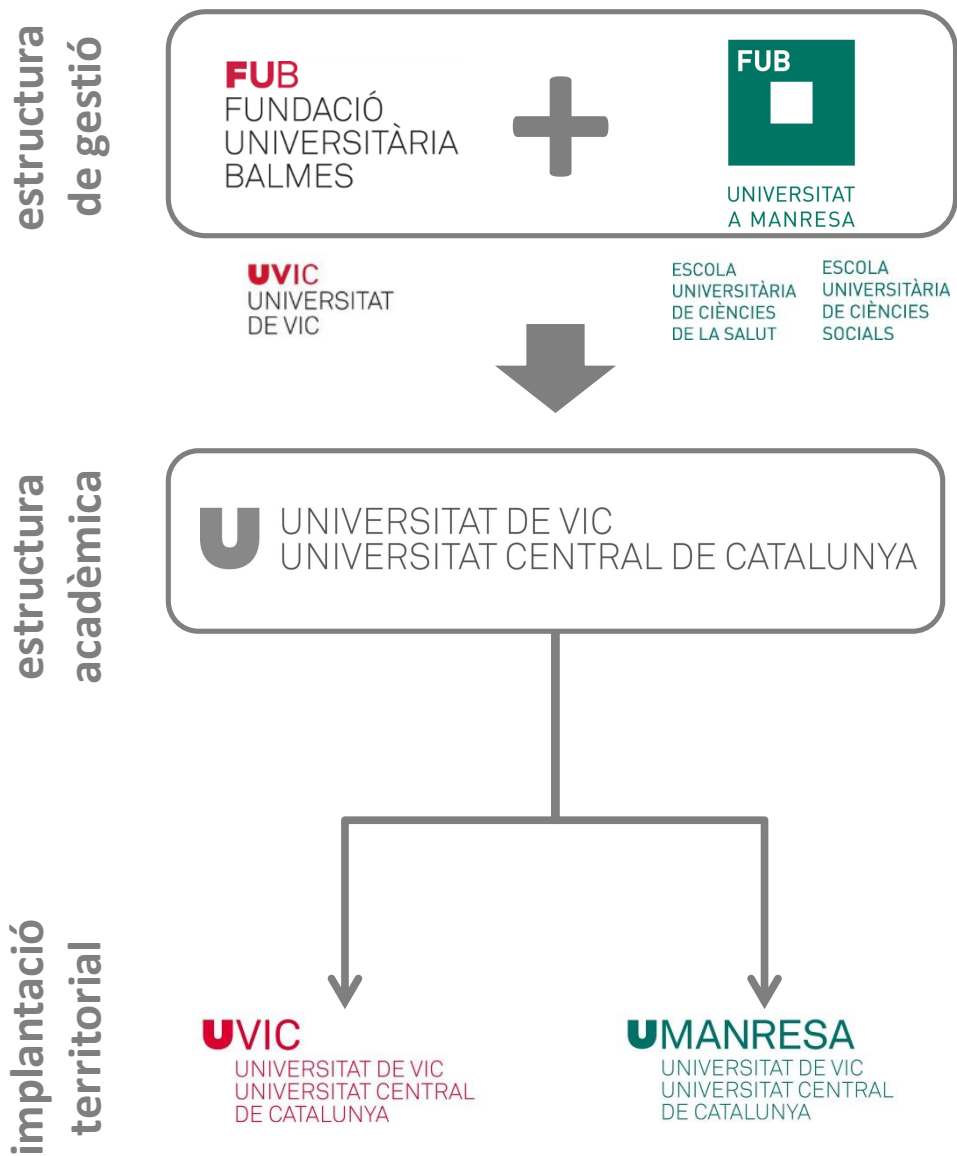 estructura
de gestió
FUB
FUNDACIÓ
UNIVERSITÀRIA
BALMES
FUB
UNIVERSITAT
A MANRESA
UVIC
UNIVERSITAT
DE VIC
ESCOLA
UNIVERSITÀRIA
DE CIÈNCIES
DE LA SALUT
ESCOLA
UNIVERSITÀRIA
DE CIÈNCIES
SOCIALS
estructura
acadèmica
U UNIVERSITAT DE VIC
UNIVERSITAT CENTRAL DE CATALUNYA
implantació
territorial
UVIC
UNIVERSITAT DE VIC
UNIVERSITAT CENTRAL
DE CATALUNYA
UMANRESA
UNIVERSITAT DE VIC
UNIVERSITAT CENTRAL
DE CATALUNYA